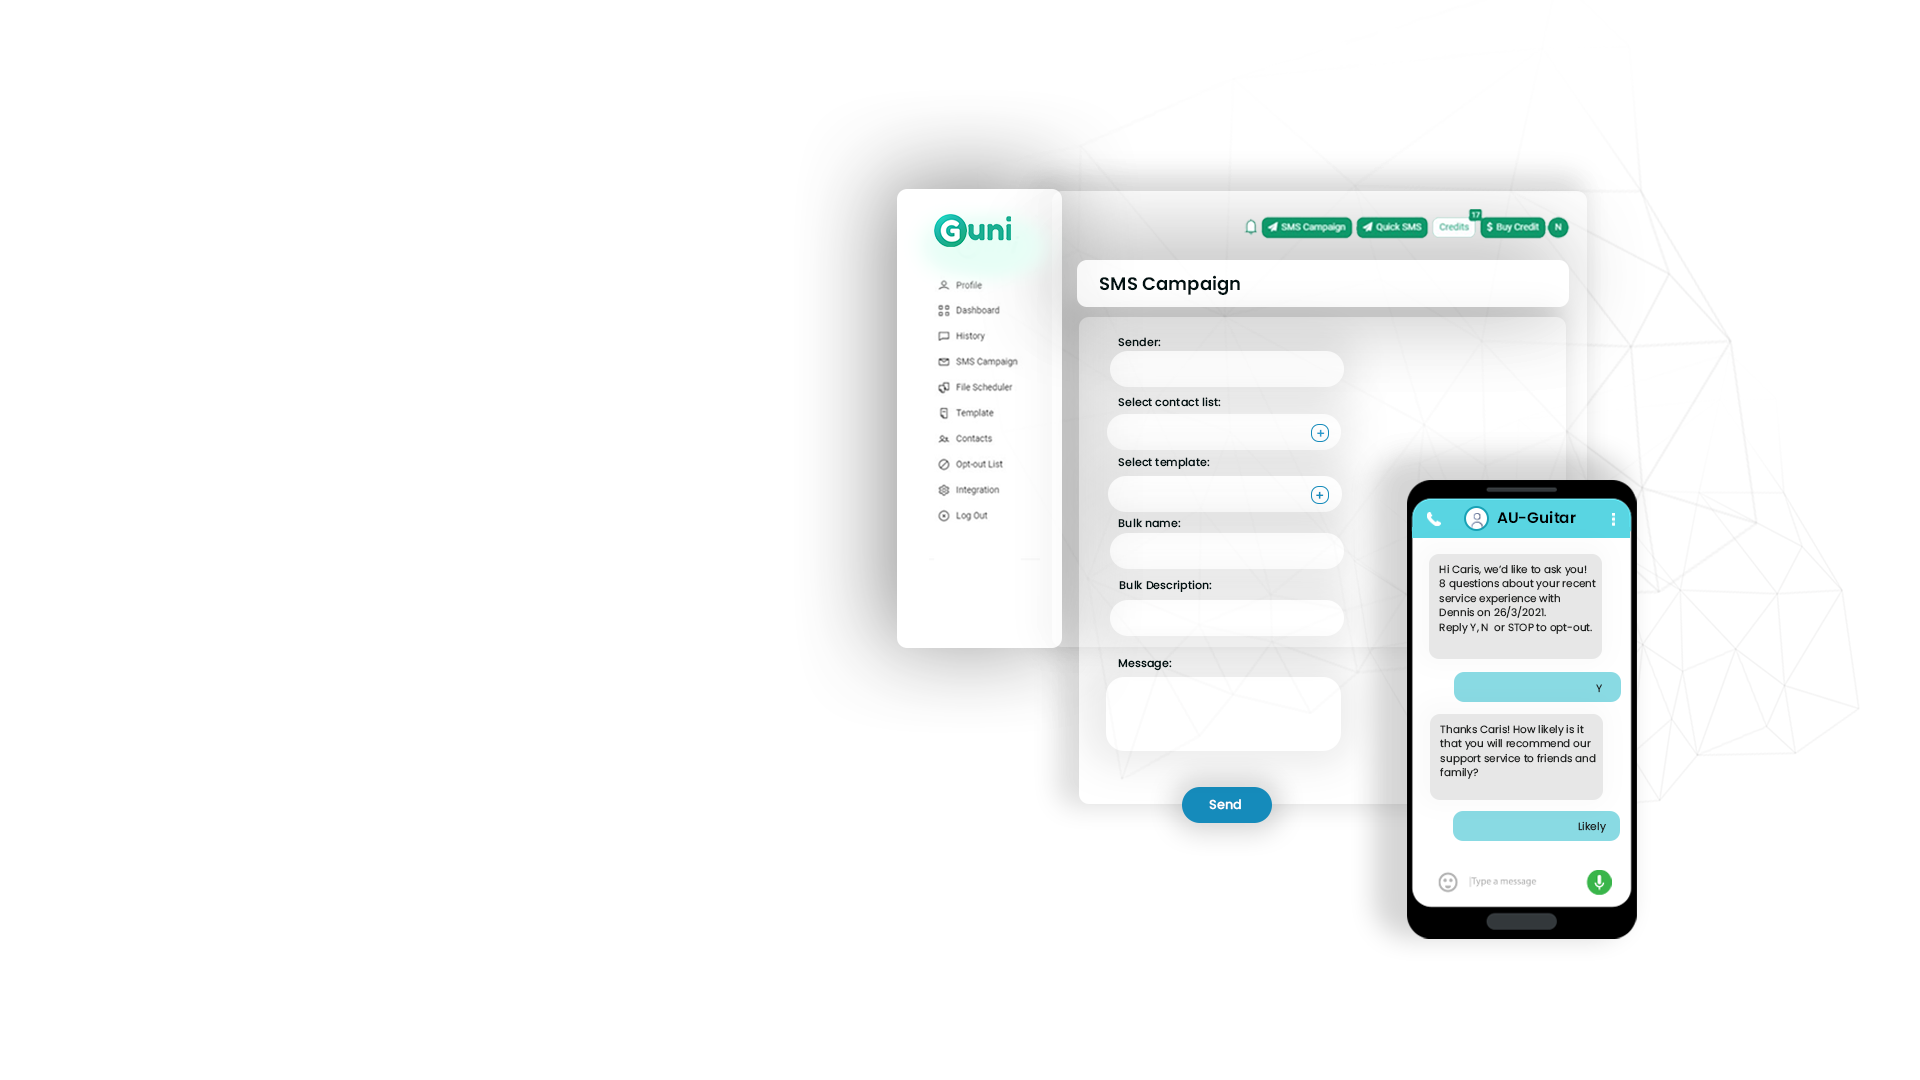 Guni
Profile
Dashboard
History
SMS Campaign
File Scheduler
Template
Contacts
Opt-out List
Integration
Log Out
SMS Campaign
Quick SMS
Credits
17
$ Buy Credit
N
SMS Campaign
Sender:
Select contact list:
Select template:
Bulk name:
Bulk Description:
Message:
Send
AU-Guitar
Hi Caris, we’d like to ask you!
8 questions about your recent
service experience with
Dennis on 26/3/2021.
Reply Y, N or STOP to opt-out.
Y
Thanks Caris! How likely is it
that you will recommend our
support service to friends and
family?
Likely
Type a message